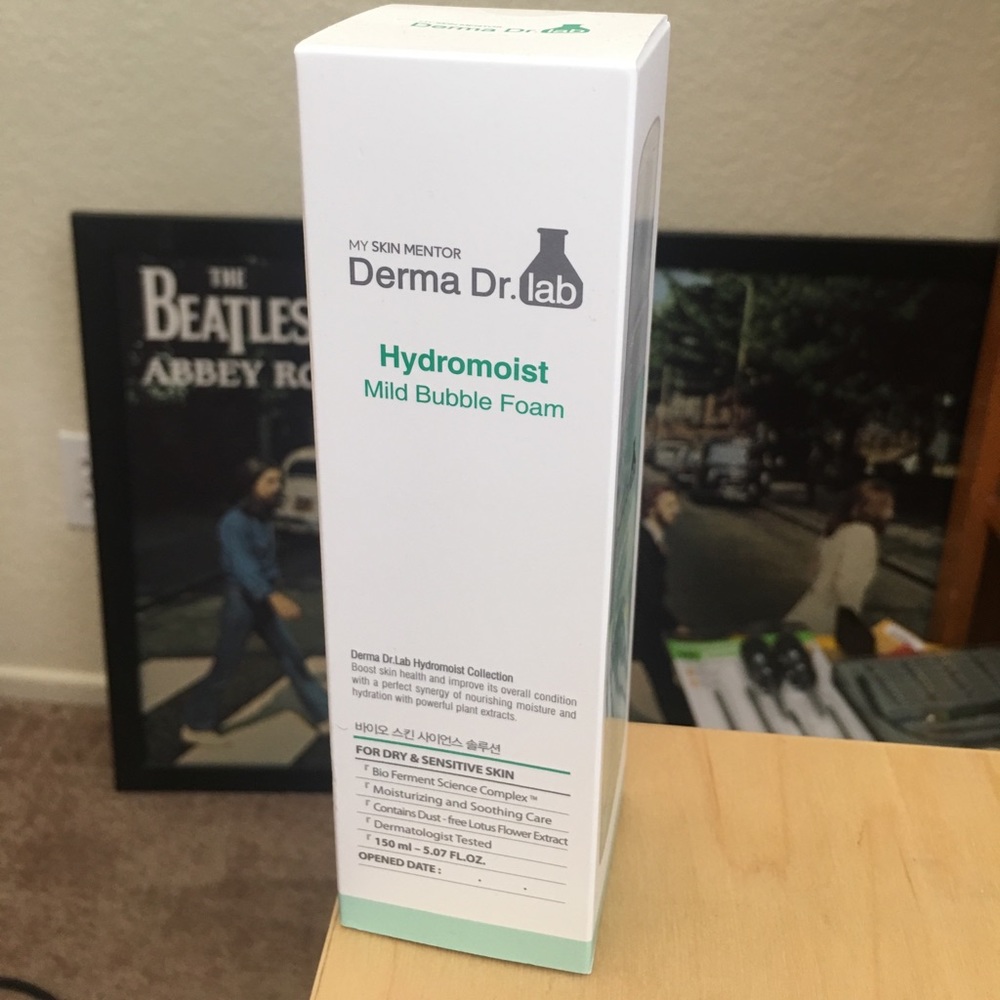 Derma Dr. lab
MY SKIN MENTOR
Derma Dr. lab
Hydromoist
Mild Bubble Foam
Derma Dr.Lab Hydromoist Collection
Boost skin health and improve its overall condition
with a perfect synergy of nourishing moisture and
hydration with powerful plant extracts.
바이오 스킨 사이언스 솔루션
FOR DRY & SENSITIVE SKIN
「 Bio Ferment Science Complex™
「 Moisturizing and Soothing Care
「 Contains Dust-free Lotus Flower Extract
「 Dermatologist Tested
「 150 ml – 5.07 FL.OZ.
OPENED DATE : . .
THE
BEATLES
ABBEY